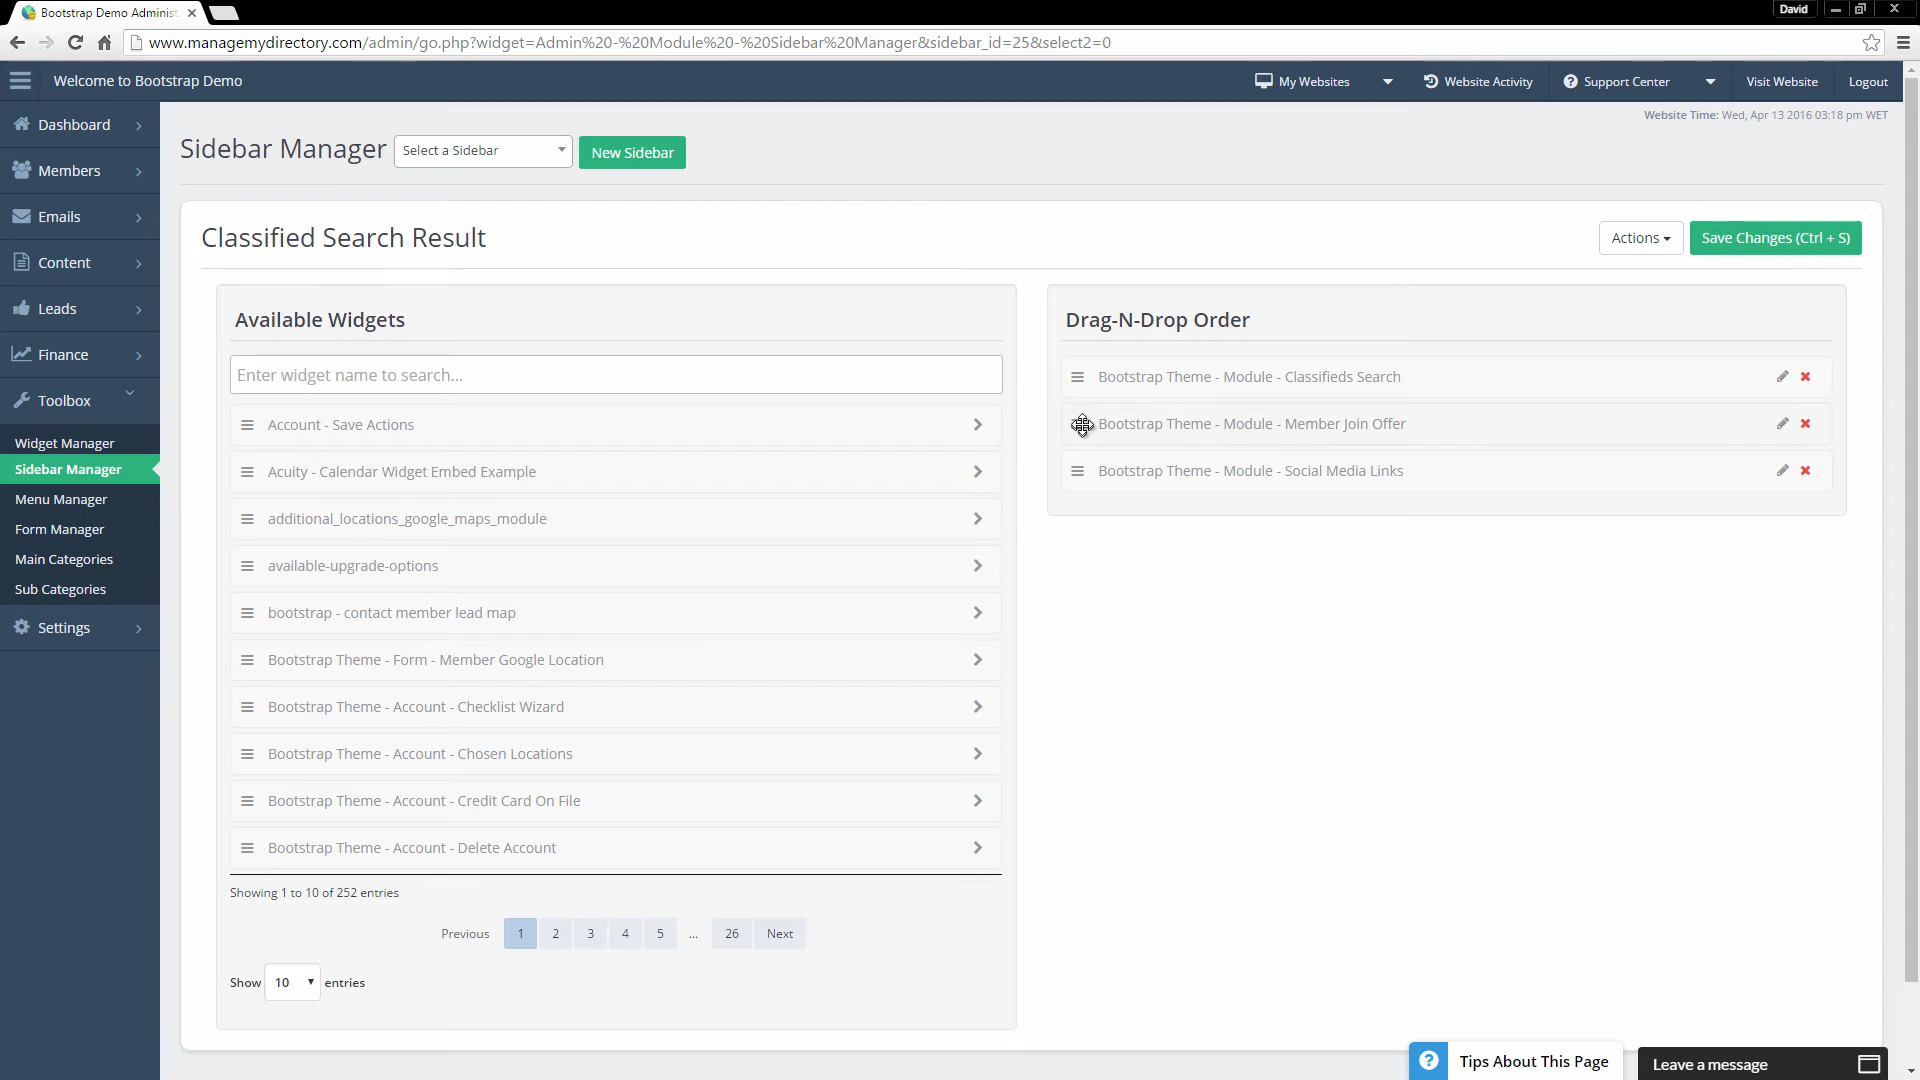 Bootstrap Demo Administ
David
www.managemydirectory.com/admin/go.php?widget=Admin%20-%20Module%20-%20Sidebar%20Manager&sidebar_id=25&select2=0
Welcome to Bootstrap Demo
My Websites
Website Activity
Support Center
Visit Website
Logout
Website Time: Wed, Apr 13 2016 03:18 pm WET
Dashboard
Members
Emails
Content
Leads
Finance
Toolbox
Widget Manager
Sidebar Manager
Menu Manager
Form Manager
Main Categories
Sub Categories
Settings
Sidebar Manager
Select a Sidebar
New Sidebar
Classified Search Result
Actions
Save Changes (Ctrl + S)
Available Widgets
Enter widget name to search...
Account - Save Actions
Acuity - Calendar Widget Embed Example
additional_locations_google_maps_module
available-upgrade-options
bootstrap - contact member lead map
Bootstrap Theme - Form - Member Google Location
Bootstrap Theme - Account - Checklist Wizard
Bootstrap Theme - Account - Chosen Locations
Bootstrap Theme - Account - Credit Card On File
Bootstrap Theme - Account - Delete Account
Showing 1 to 10 of 252 entries
Previous 1 2 3 4 5 ... 26 Next
Show 10 entries
Drag-N-Drop Order
Bootstrap Theme - Module - Classifieds Search
Bootstrap Theme - Module - Member Join Offer
Bootstrap Theme - Module - Social Media Links
? Tips About This Page
Leave a message